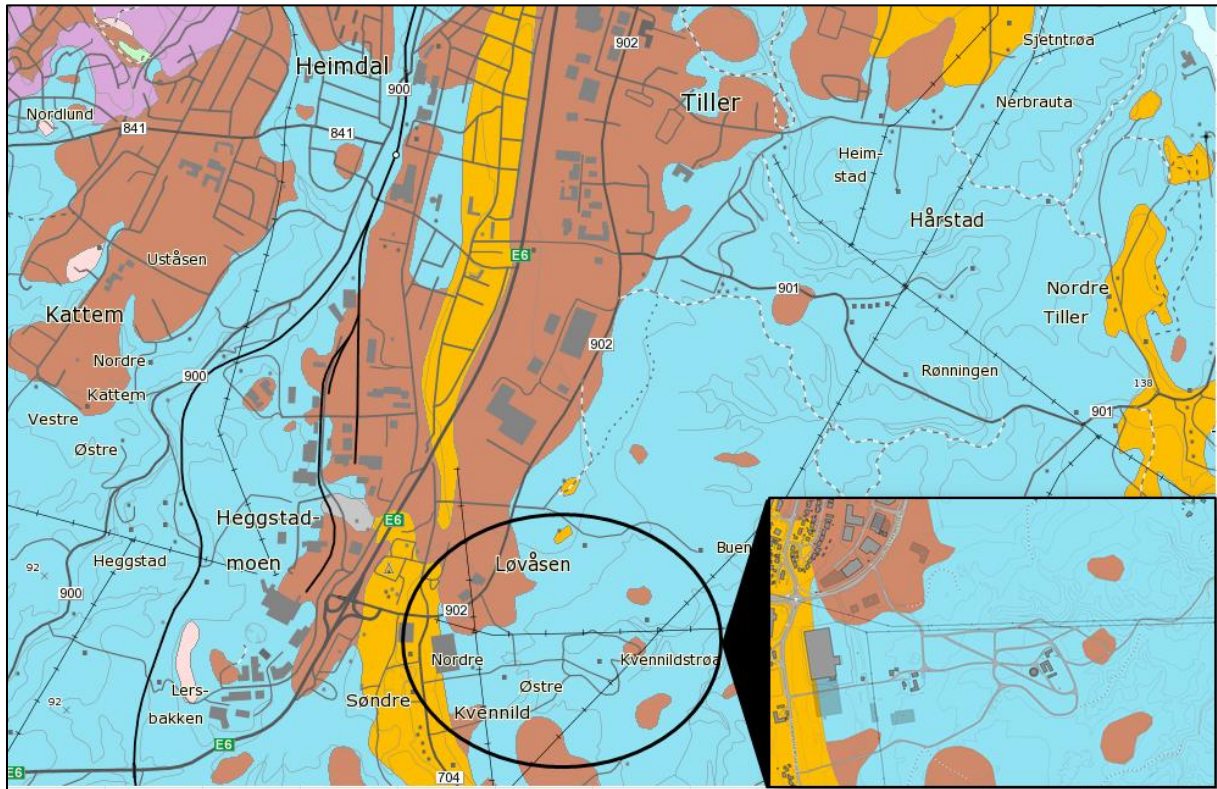 902
Sjetntrøa
Heimdal
900
Tiller
Nerbrauta
Nordlund
841
841
Heim-
stad
Hårstad
E6
Uståsen
901
Nordre
Tiller
Kattem
902
Nordre
900
Rønningen
138
Kattem
901
Vestre
Østre
Heggstad-
E6
moen
Løvåsen
Buen
92
Heggstad
900
902
Nordre
Kvennildstrøa
Østre
Lers-
bakken
Søndre
Kvennild
92
E6
E6
704